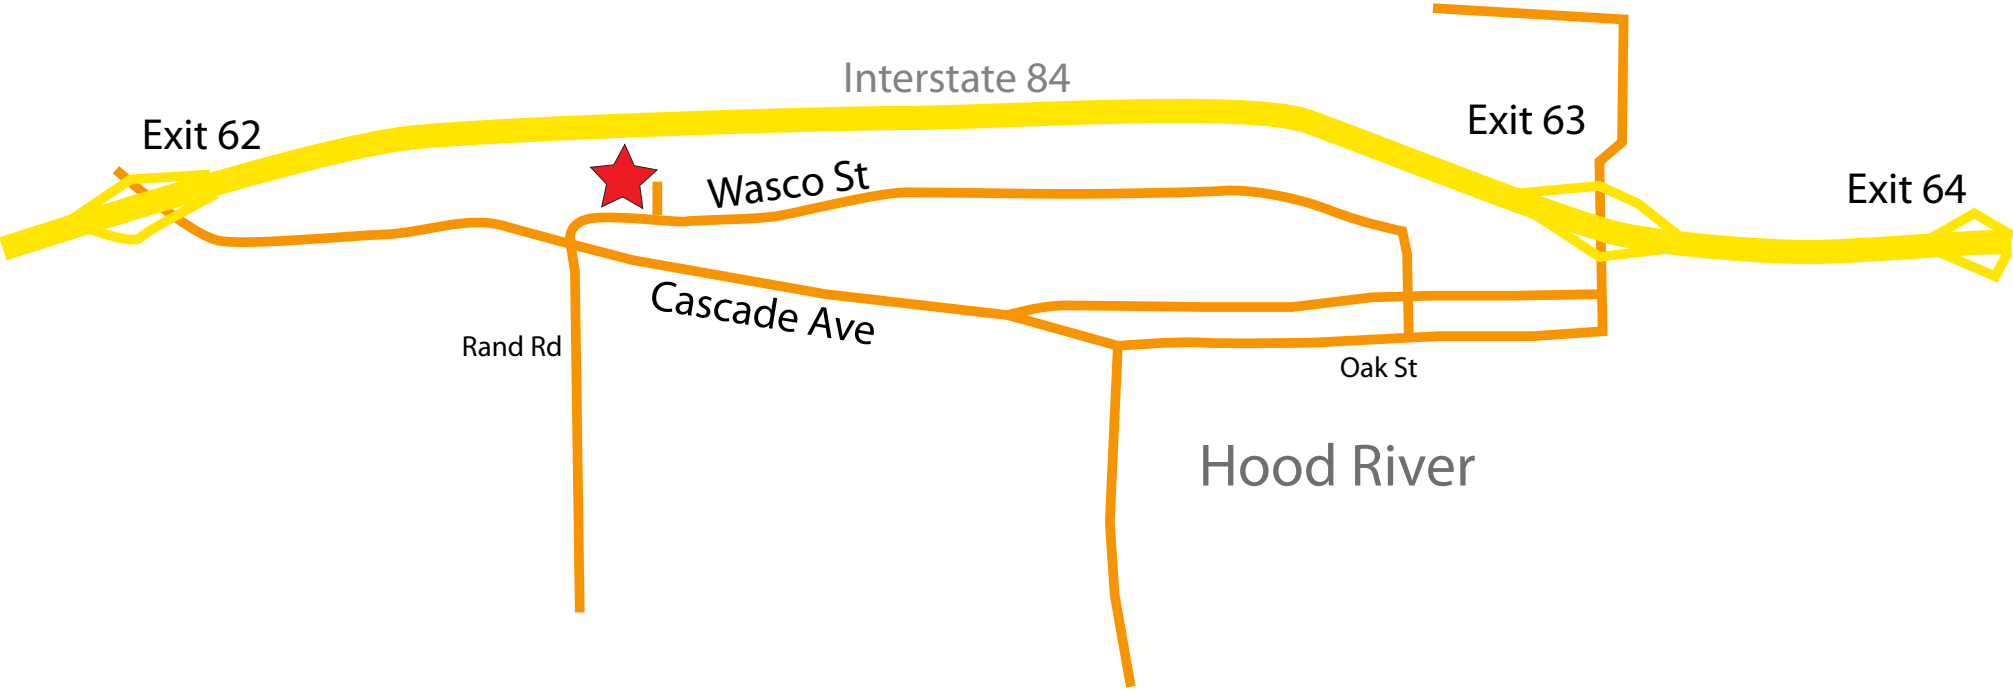 Interstate 84
Exit 62
Exit 63
Wasco St
Exit 64
Cascade Ave
Rand Rd
Oak St
Hood River